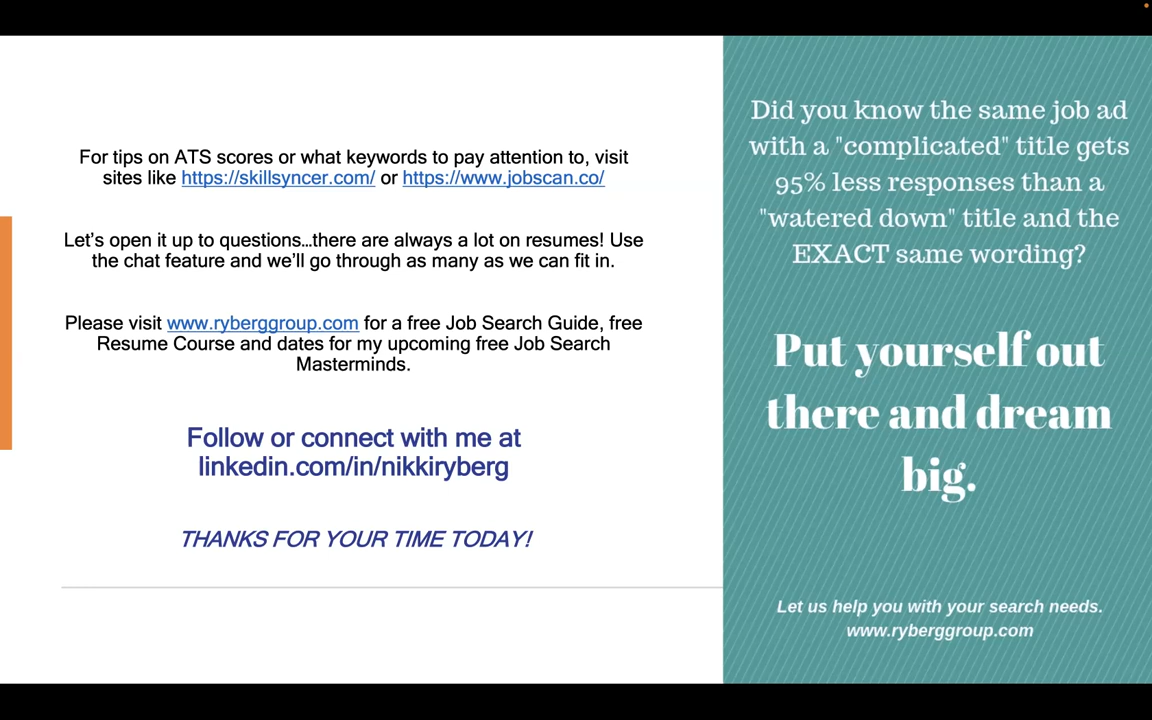 For tips on ATS scores or what keywords to pay attention to, visit
sites like https://skillsyncer.com/ or https://www.jobscan.co/
Let's open it up to questions…there are always a lot on resumes! Use
the chat feature and we'll go through as many as we can fit in.
Please visit www.ryberggroup.com for a free Job Search Guide, free
Resume Course and dates for my upcoming free Job Search
Masterminds.
Follow or connect with me at
linkedin.com/in/nikkiryberg
THANKS FOR YOUR TIME TODAY!
Did you know the same job ad
with a "complicated" title gets
95% less responses than a
"watered down" title and the
EXACT same wording?
Put yourself out
there and dream
big.
Let us help you with your search needs.
www.ryberggroup.com